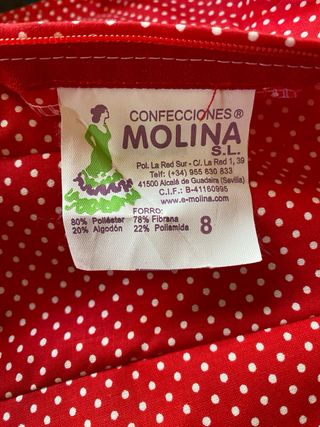 CONFECCIONES®
MOLINA
S.L.
Pol. La Red Sur - C/. La Red 1, 39
Telf: (+34) 955 630 833
41500 Alcalá de Guadaira (Sevilla)
C.I.F.: B-41160995
www.e-molina.com
FORRO:
80% Poliéster 78% Fibrana
20% Algodón 22% Poliamida
8